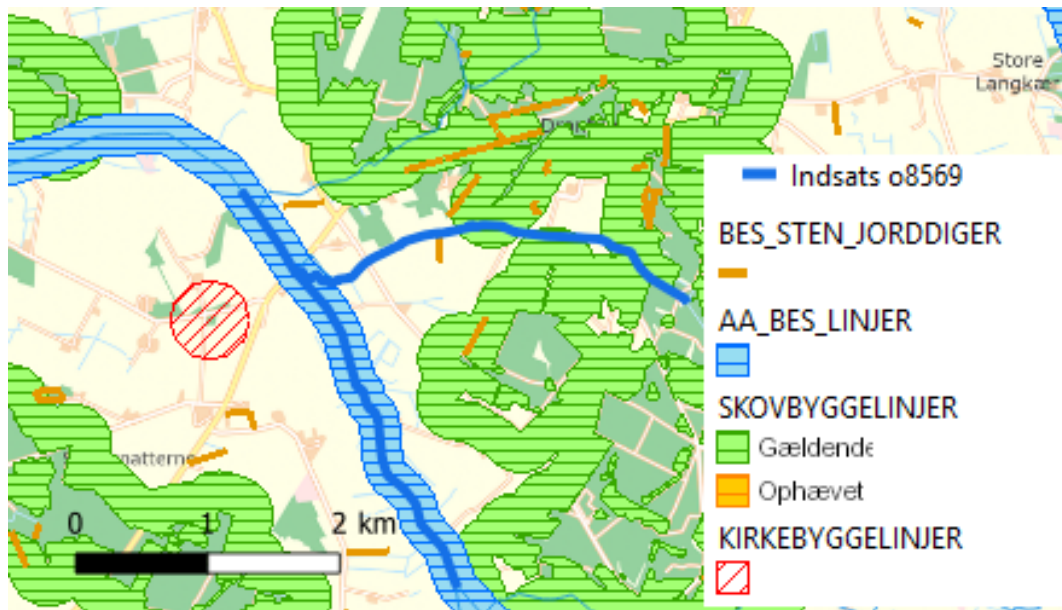 Store
Langkær
Indsats o8569
BES_STEN_JORDDIGER
AA_BES_LINJER
SKOVBYGGELINJER
Gældende
Ophævet
KIRKEBYGGELINJER
0 1 2 km